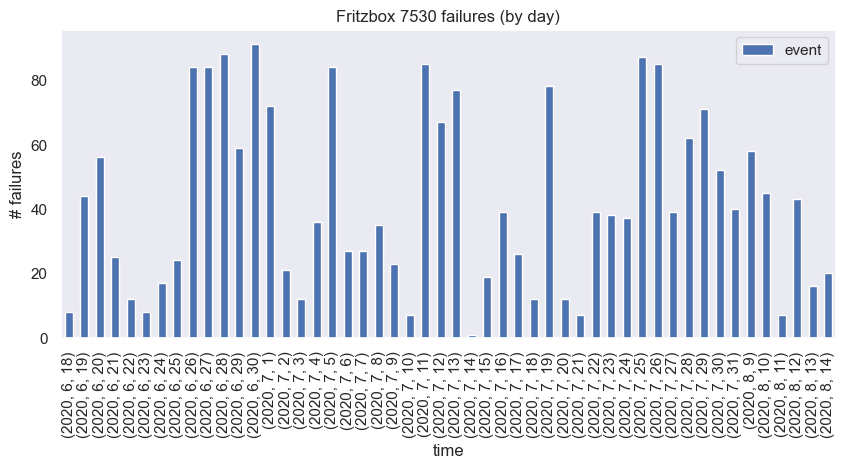 Fritzbox 7530 failures (by day)
event
# failures
80
60
40
20
0
(2020, 6, 18)
(2020, 6, 19)
(2020, 6, 20)
(2020, 6, 21)
(2020, 6, 22)
(2020, 6, 23)
(2020, 6, 24)
(2020, 6, 25)
(2020, 6, 26)
(2020, 6, 27)
(2020, 6, 28)
(2020, 6, 29)
(2020, 6, 30)
(2020, 7, 1)
(2020, 7, 2)
(2020, 7, 3)
(2020, 7, 4)
(2020, 7, 5)
(2020, 7, 6)
(2020, 7, 7)
(2020, 7, 8)
(2020, 7, 9)
(2020, 7, 10)
(2020, 7, 11)
(2020, 7, 12)
(2020, 7, 13)
(2020, 7, 14)
(2020, 7, 15)
(2020, 7, 16)
(2020, 7, 17)
(2020, 7, 18)
(2020, 7, 19)
(2020, 7, 20)
(2020, 7, 21)
(2020, 7, 22)
(2020, 7, 23)
(2020, 7, 24)
(2020, 7, 25)
(2020, 7, 26)
(2020, 7, 27)
(2020, 7, 28)
(2020, 7, 29)
(2020, 7, 30)
(2020, 7, 31)
(2020, 8, 9)
(2020, 8, 10)
(2020, 8, 11)
(2020, 8, 12)
(2020, 8, 13)
(2020, 8, 14)
time